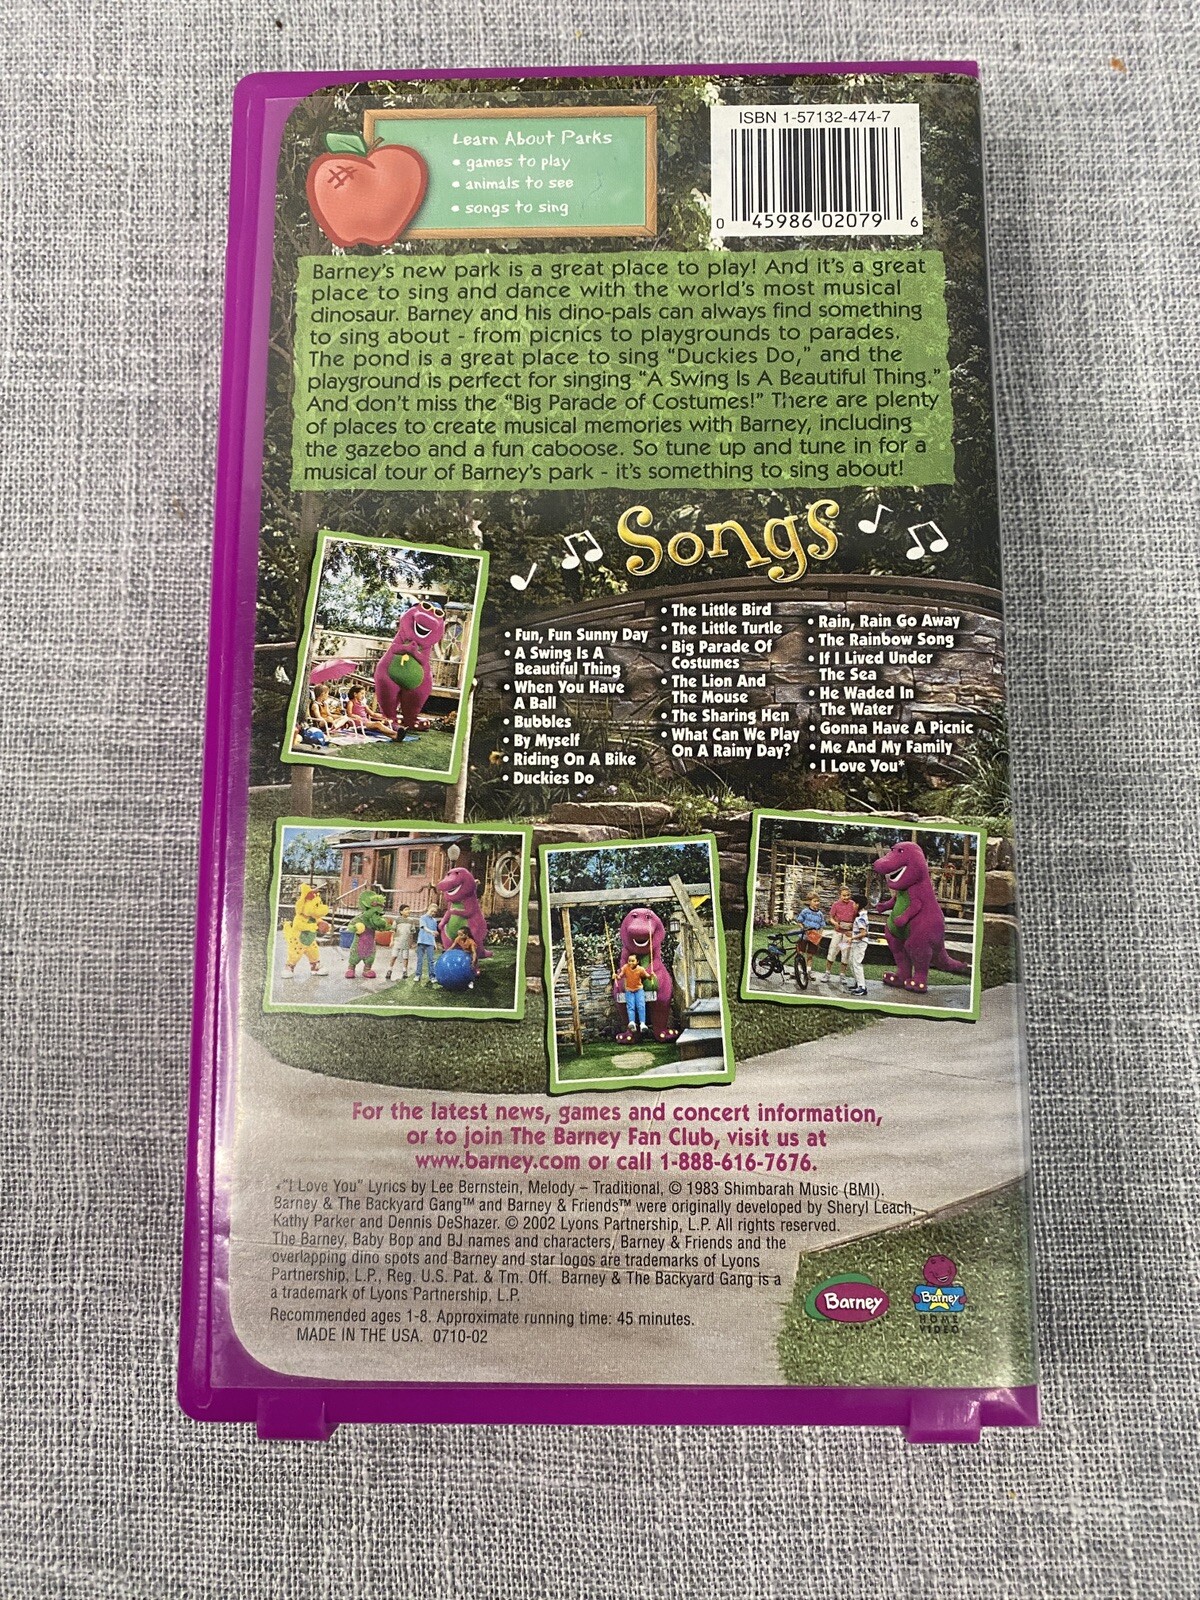 Learn About Parks
• games to play
• animals to see
• songs to sing
ISBN 1-57132-474-7
0 45986 02079 6
Barney's new park is a great place to play! And it's a great
place to sing and dance with the world's most musical
dinosaur. Barney and his dino-pals can always find something
to sing about - from picnics to playgrounds to parades.
The pond is a great place to sing "Duckies Do," and the
playground is perfect for singing "A Swing Is A Beautiful Thing."
And don't miss the "Big Parade of Costumes!" There are plenty
of places to create musical memories with Barney, including
the gazebo and a fun caboose. So tune up and tune in for a
musical tour of Barney's park - it's something to sing about!
Songs
• Fun, Fun Sunny Day
• A Swing Is A
Beautiful Thing
• When You Have
A Ball
• Bubbles
• By Myself
• Riding On A Bike
• Duckies Do
• The Little Bird
• The Little Turtle
• Big Parade Of
Costumes
• The Lion And
The Mouse
• The Sharing Hen
• What Can We Play
On A Rainy Day?
• Rain, Rain Go Away
• The Rainbow Song
• If I Lived Under
The Sea
• He Waded In
The Water
• Gonna Have A Picnic
• Me And My Family
• I Love You*
For the latest news, games and concert information,
or to join The Barney Fan Club, visit us at
www.barney.com or call 1-888-616-7676.
*"I Love You" Lyrics by Lee Bernstein, Melody – Traditional, © 1983 Shimbarah Music (BMI).
Barney & The Backyard Gang™ and Barney & Friends™ were originally developed by Sheryl Leach,
Kathy Parker and Dennis DeShazer. © 2002 Lyons Partnership, L.P. All rights reserved.
The Barney, Baby Bop and BJ names and characters, Barney & Friends and the
overlapping dino spots and Barney and star logos are trademarks of Lyons
Partnership, L.P., Reg. U.S. Pat. & Tm. Off. Barney & The Backyard Gang is a
a trademark of Lyons Partnership, L.P.
Recommended ages 1-8. Approximate running time: 45 minutes.
MADE IN THE USA. 0710-02
Barney
Barney
HOME
VIDEO